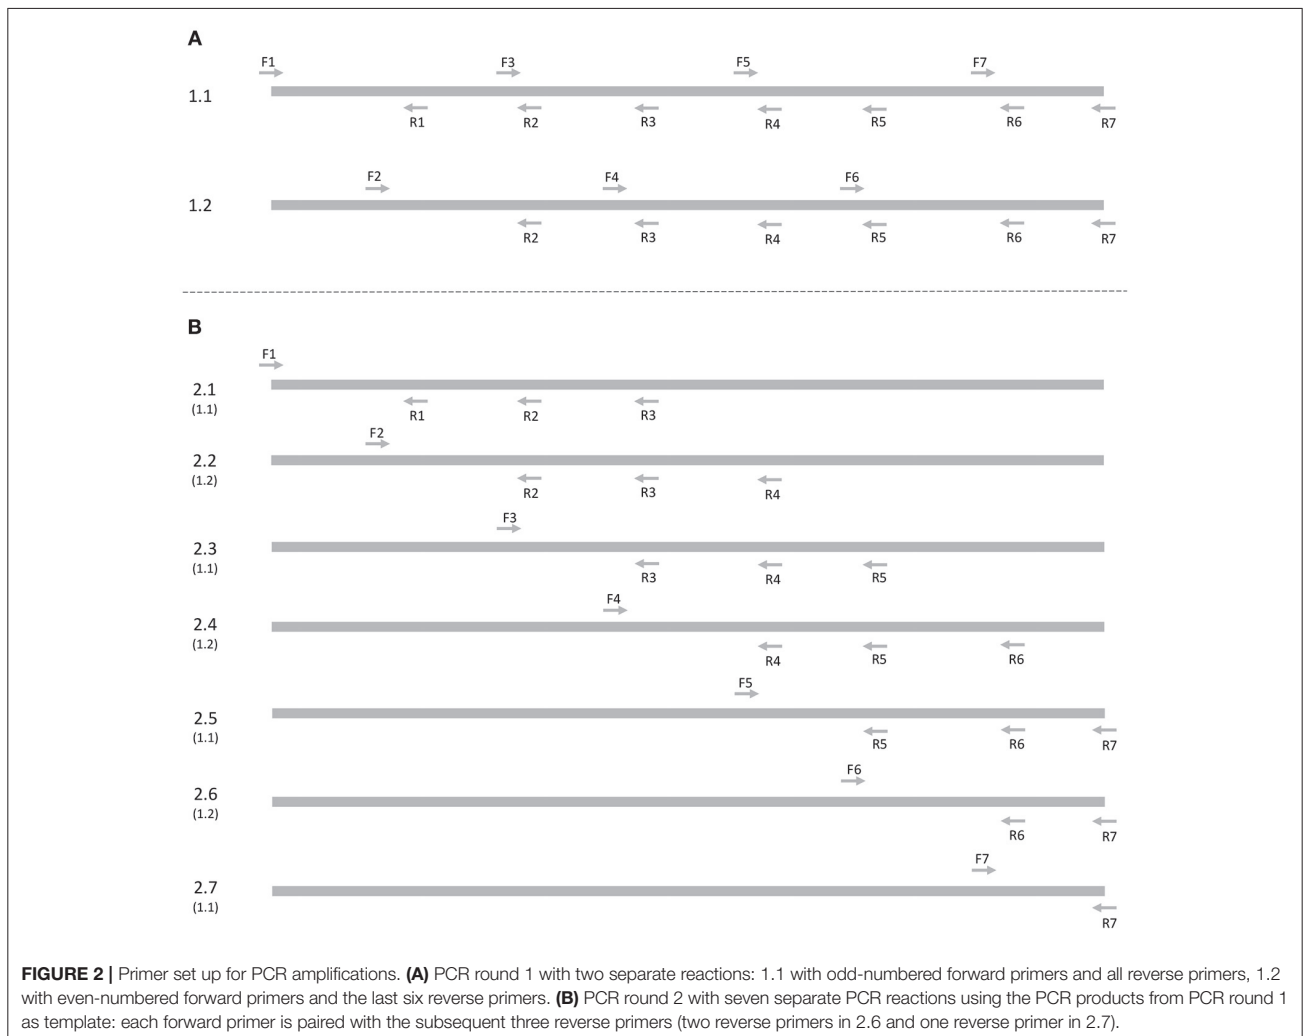 A
F1 F3 F5 F7
1.1
R1 R2 R3 R4 R5 R6 R7
F2 F4 F6
1.2
R2 R3 R4 R5 R6 R7
B
F1
2.1
(1.1)
R1 R2 R3
F2
2.2
(1.2)
R2 R3 R4
F3
2.3
(1.1)
R3 R4 R5
F4
2.4
(1.2)
R4 R5 R6
F5
2.5
(1.1)
R5 R6 R7
F6
2.6
(1.2)
R6 R7
F7
2.7
(1.1)
R7
FIGURE 2 | Primer set up for PCR amplifications. (A) PCR round 1 with two separate reactions: 1.1 with odd-numbered forward primers and all reverse primers, 1.2
with even-numbered forward primers and the last six reverse primers. (B) PCR round 2 with seven separate PCR reactions using the PCR products from PCR round 1
as template: each forward primer is paired with the subsequent three reverse primers (two reverse primers in 2.6 and one reverse primer in 2.7).